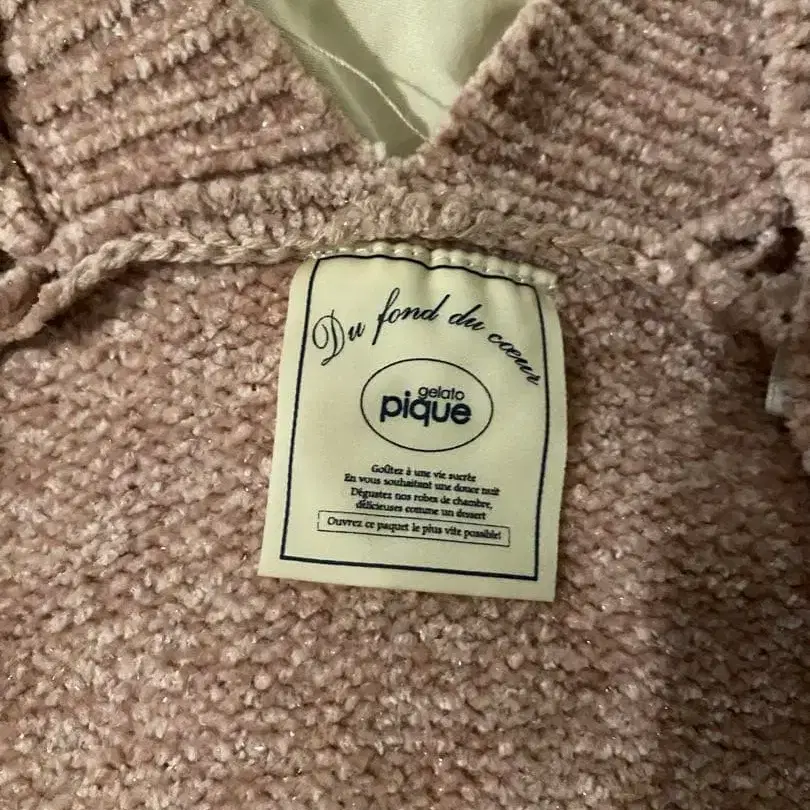 Du fond du cœur
gelato
pique
Goûtez à une vie sucrée
En vous souhaitant une douce nuit
Dégustez nos robes de chambre,
délicieuses comme un dessert
Ouvrez ce paquet le plus vite possible!